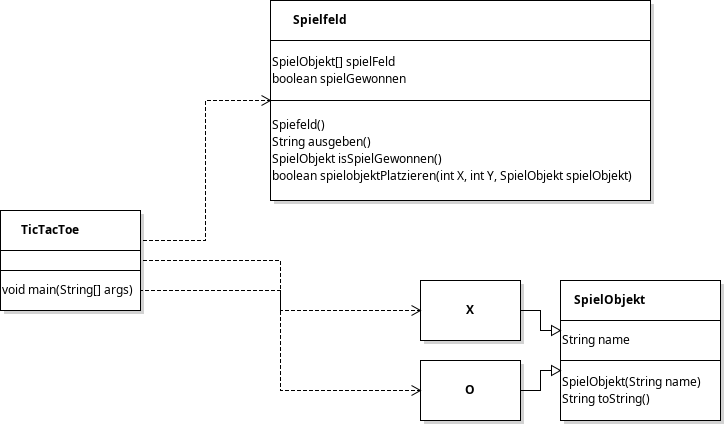 Spielfeld
SpielObjekt[] spielFeld
boolean spielGewonnen
Spiefeld()
String ausgeben()
SpielObjekt isSpielGewonnen()
boolean spielobjektPlatzieren(int X, int Y, SpielObjekt spielObjekt)
TicTacToe
void main(String[] args)
X
O
SpielObjekt
String name
SpielObjekt(String name)
String toString()